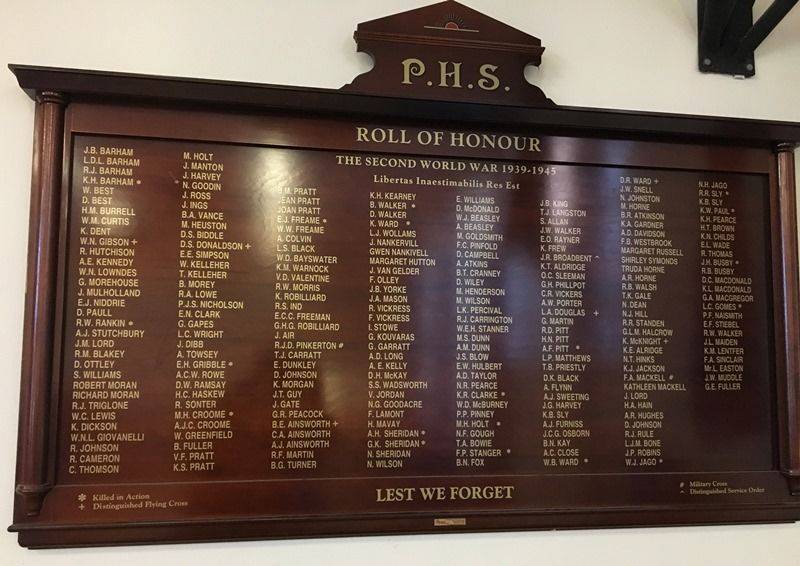 P.H.S.
ROLL OF HONOUR
THE SECOND WORLD WAR 1939-1945
Libertas Inaestimabilis Res Est
J.B. BARHAM
L.D.L. BARHAM
R.J. BARHAM
K.H. BARHAM *
W. BEST
D. BEST
H.M. BURRELL
W.M. CURTIS
K. DENT
W.N. GIBSON +
R. HUTCHISON
A.E. KENNEDY
W.N. LOWNDES
G. MOREHOUSE
J. MULHOLLAND
E.J. NIDDRIE
D. PAULL
R.W. RANKIN *
A.J. STUTCHBURY
J.M. LORD
R.M. BLAKEY
D. OTTLEY
S. WILLIAMS
ROBERT MORAN
RICHARD MORAN
R.J. TRIGLONE
W.C. LEWIS
K. DICKSON
W.N.L. GIOVANELLI
R. JOHNSON
R. CAMERON
C. THOMSON
M. HOLT
J. MANTON
J. HARVEY
* N. GOODIN
J. ROSS
J. INGS
B.A. VANCE
M. HEUSTON
D.S. BIDDLE
D.S. DONALDSON +
E.E. SIMPSON
W. KELLEHER
T. KELLEHER
B. MOREY
R.A. LOWE
P.J.S. NICHOLSON
E.N. CLARK
G. GAPES
L.C. WRIGHT
J. DIBB
A. TOWSEY
E.H. GRIBBLE *
A.C.W. ROWE
D.W. RAMSAY
H.C. HASKEW
R. SONTER
M.H. CROOME *
A.J.C. CROOME
W. GREENFIELD
B. FULLER
V.F. PRATT
K.S. PRATT
B.M. PRATT
JEAN PRATT
JOAN PRATT
E.J. FREAME *
W.W. FREAME
A. COLVIN
L.S. BLACK
W.D. BAYSWATER
K.M. WARNOCK
V.D. VALENTINE
R.W. MORRIS
K. ROBILLIARD
R.S. IND
E.C.C. FREEMAN
G.H.G. ROBILLIARD
J. AIR
R.J.D. PINKERTON #
T.J. CARRATT
E. DUNKLEY
D. JOHNSON
K. MORGAN
J.T. GUY
J. GATE
G.R. PEACOCK
B.E. AINSWORTH +
C.A. AINSWORTH
A.J. AINSWORTH
R.F. MARTIN
B.G. TURNER
K.H. KEARNEY
B. WALKER *
D. WALKER
K. WARD *
L.J. WOLLAMS
J. NANKERVILL
GWEN NANKIVELL
MARGARET HUTTON
J. VAN GELDER
F. OLLEY
J.B. YORKE
J.A. MASON
R. VICKRESS
F. VICKRESS
I. STOWE
G. KOUVARAS
G. GARRATT
A.D. LONG
A.E. KELLY
D.H. McKAY
S.S. WADSWORTH
V. JORDAN
N.G. GOODACRE
F. LAMONT
H. MAVAY
A.H. SHERIDAN *
G.K. SHERIDAN *
N. SHERIDAN
N. WILSON
E. WILLIAMS
D. McDONALD
W.J. BEASLEY
A. BEASLEY
M. GOLDSMITH
F.C. PINFOLD
D. CAMPBELL
A. ATKINS
B.T. CRANNEY
D. WILEY
M. HENDERSON
M. WILSON
L.K. PERCIVAL
R.J. CARRINGTON
W.E.H. STANNER
M.S. DUNN
A.M. DUNN
J.S. BLOW
E.W. HULBERT
A.D. TAYLOR
N.R. PEARCE
K.R. CLARKE *
W.D. McBURNEY
P.P. PINNEY
M.H. HOLT *
N.F. GOUGH
T.A. BOWIE
F.P. STANGER *
B.N. FOX
J.B. KING
T.J. LANGSTON
S. ALLAN
J.W. WALKER
E.O. RAYNER
K. FREW
J.R. BROADBENT ^
K.T. ALDRIDGE
O.C. SLEEMAN
G.H. PHILLPOT
C.R. VICKERS
A.W. PORTER
L.A. DOUGLAS +
G. MARTIN
R.D. PITT
H.N. PITT
A.F. PITT *
L.P. MATTHEWS
T.B. PRIESTLY
D.K. BLACK
A. FLYNN
A.J. SWEETING
J.G. HARVEY
K.B. SLY
A.J. FURNISS
J.C.G. OSBORN
B.N. KAY
A.C. CLOSE
W.B. WARD *
D.R. WARD +
J.W. SNELL
N. JOHNSTON
M. HORNE
B.R. ATKINSON
K.A. GARDNER
A.D. DAVIDSON
F.B. WESTBROOK
MARGARET RUSSELL
SHIRLEY SYMONDS
TRUDA HORNE
A.R. HORNE
R.B. WALSH
T.K. GALE
N. DEAN
N.J. HILL
R.R. STANDEN
G.L.M. HALCROW
K. McKNIGHT +
K.E. ALRIDGE
N.T. HINKS
K.J. JACKSON
F.A. MACKELL #
KATHLEEN MACKELL
J. LORD
H.A. HAIN
A.R. HUGHES
D. JOHNSON
R.J. RULE
L.J.M. BONE
J.P. ROBINS
W.J. JAGO *
N.H. JAGO
R.R. SLY *
K.B. SLY
K.W. PAUL *
K.H. PEARCE
H.T. BROWN
K.N. CHILDS
E.L. WADE
R. THOMAS
J.H. BUSBY *
R.B. BUSBY
D.C. MACDONALD
K.L. MACDONALD
G.A. MACGREGOR
L.C. GOMES *
P.F. NAISMITH
E.F. STIEBEL
R.W. WALKER
J.L. MAIDEN
K.M. LENTFER
F.A. SINCLAIR
Mr.L. EASTON
J.W. MUDDLE
G.E. FULLER
* Killed in Action
+ Distinguished Flying Cross
LEST WE FORGET
# Military Cross
^ Distinguished Service Order